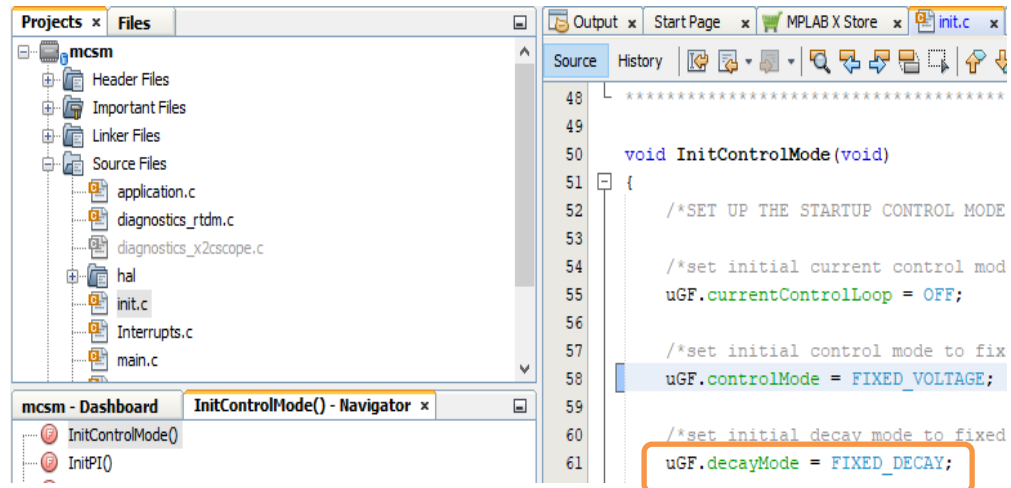 Projects × Files
mcsm
Header Files
Important Files
Linker Files
Source Files
application.c
diagnostics_rtdm.c
diagnostics_x2cscope.c
hal
init.c
Interrupts.c
main.c
mcsm - Dashboard InitControlMode() - Navigator ×
InitControlMode()
InitPI()
Output × Start Page × MPLAB X Store × init.c ×
Source History
48 *************************************
49
50 void InitControlMode(void)
51 {
52 /*SET UP THE STARTUP CONTROL MODE
53
54 /*set initial current control mod
55 uGF.currentControlLoop = OFF;
56
57 /*set initial control mode to fix
58 uGF.controlMode = FIXED_VOLTAGE;
59
60 /*set initial decay mode to fixed
61 uGF.decayMode = FIXED_DECAY;